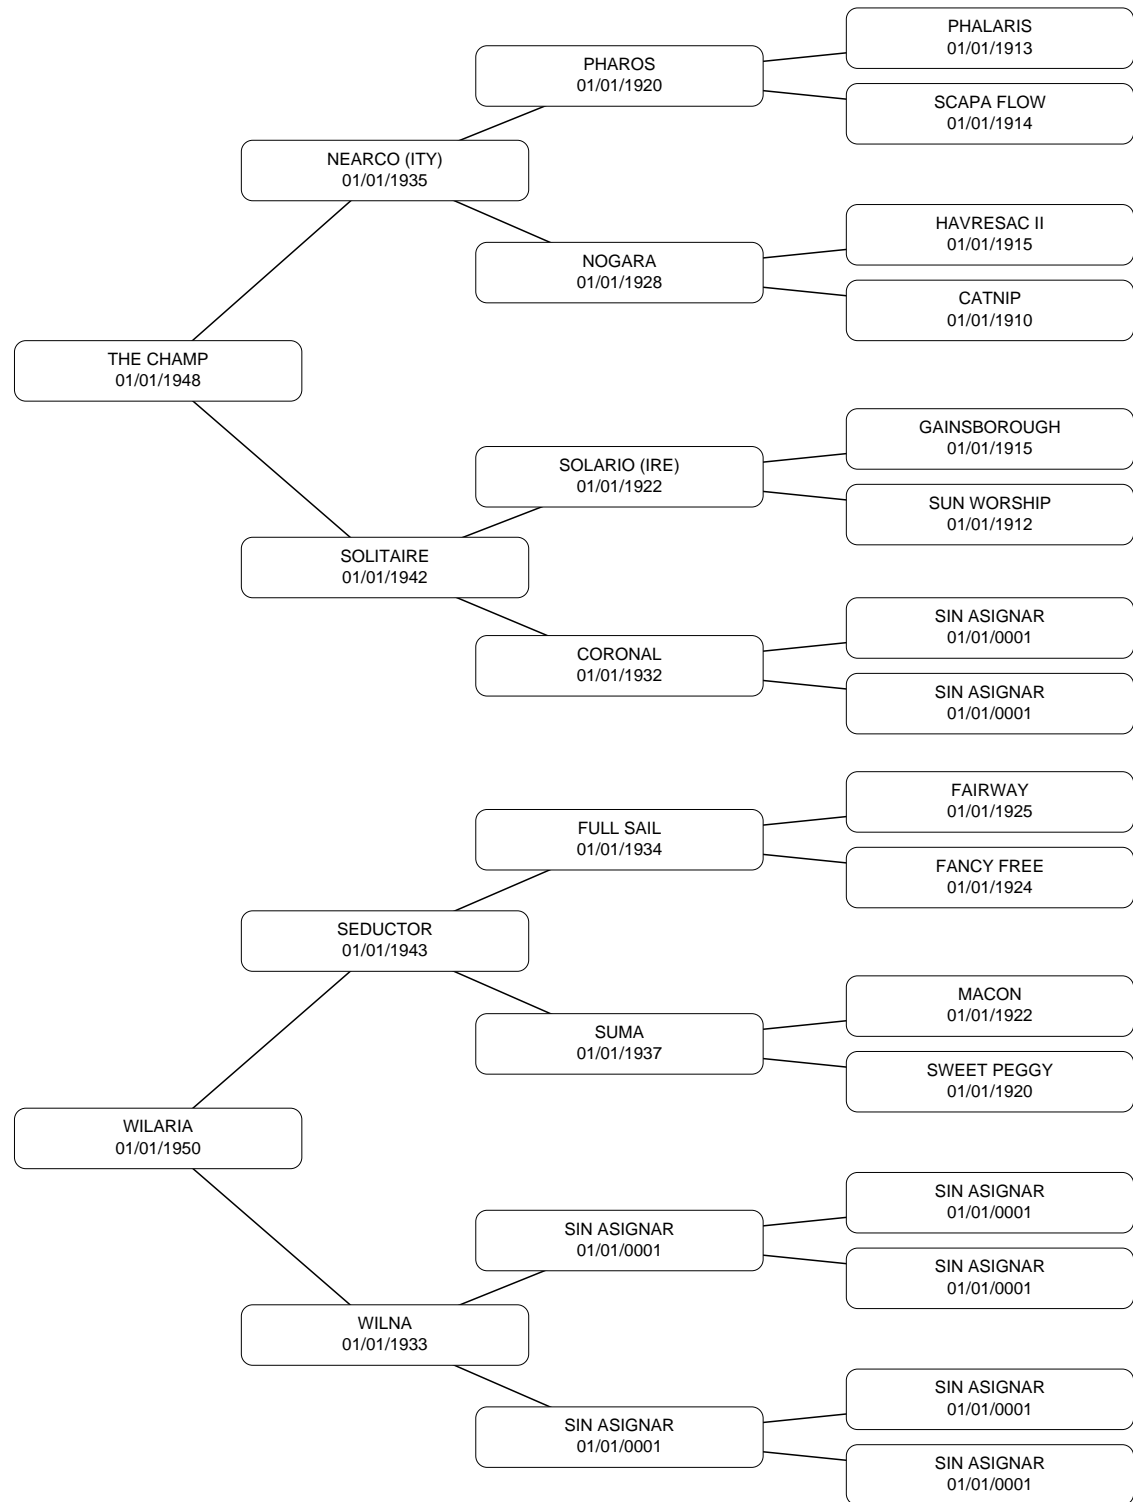 PHALARIS
01/01/1913
PHAROS
01/01/1920
SCAPA FLOW
01/01/1914
NEARCO (ITY)
01/01/1935
HAVRESAC II
01/01/1915
NOGARA
01/01/1928
CATNIP
01/01/1910
THE CHAMP
01/01/1948
GAINSBOROUGH
01/01/1915
SOLARIO (IRE)
01/01/1922
SUN WORSHIP
01/01/1912
SOLITAIRE
01/01/1942
SIN ASIGNAR
01/01/0001
CORONAL
01/01/1932
SIN ASIGNAR
01/01/0001
FAIRWAY
01/01/1925
FULL SAIL
01/01/1934
FANCY FREE
01/01/1924
SEDUCTOR
01/01/1943
MACON
01/01/1922
SUMA
01/01/1937
SWEET PEGGY
01/01/1920
WILARIA
01/01/1950
SIN ASIGNAR
01/01/0001
SIN ASIGNAR
01/01/0001
SIN ASIGNAR
01/01/0001
WILNA
01/01/1933
SIN ASIGNAR
01/01/0001
SIN ASIGNAR
01/01/0001
SIN ASIGNAR
01/01/0001